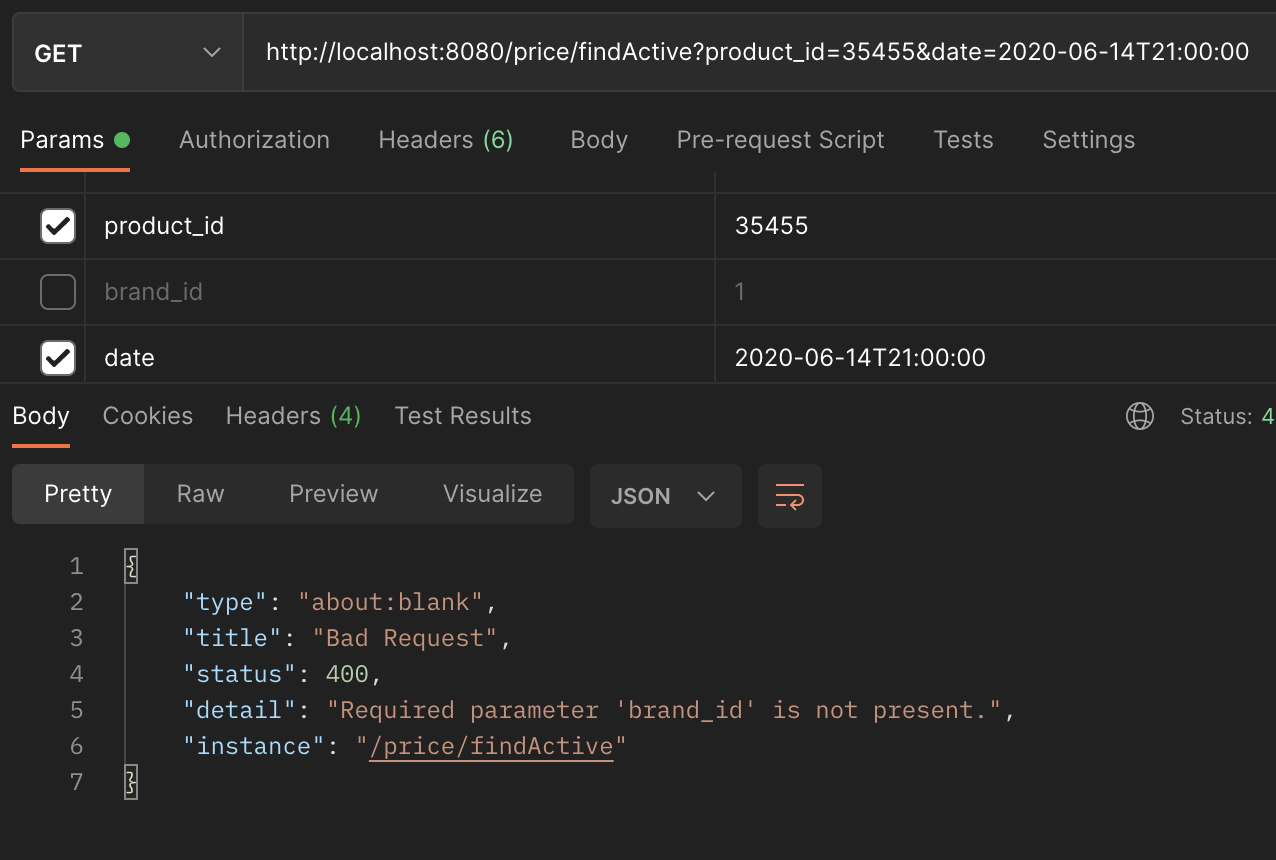 GET http://localhost:8080/price/findActive?product_id=35455&date=2020-06-14T21:00:00
Params Authorization Headers (6) Body Pre-request Script Tests Settings
product_id 35455
brand_id 1
date 2020-06-14T21:00:00
Body Cookies Headers (4) Test Results Status: 4
Pretty Raw Preview Visualize JSON
1 {
2 "type": "about:blank",
3 "title": "Bad Request",
4 "status": 400,
5 "detail": "Required parameter 'brand_id' is not present.",
6 "instance": "/price/findActive"
7 }